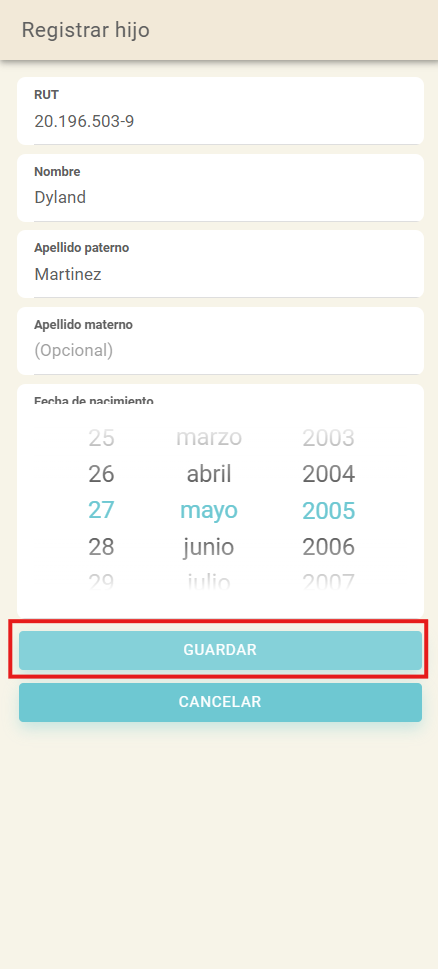 Registrar hijo
RUT
20.196.503-9
Nombre
Dyland
Apellido paterno
Martinez
Apellido materno
(Opcional)
Fecha de nacimiento
25 marzo 2003
26 abril 2004
27 mayo 2005
28 junio 2006
29 julio 2007
GUARDAR
CANCELAR